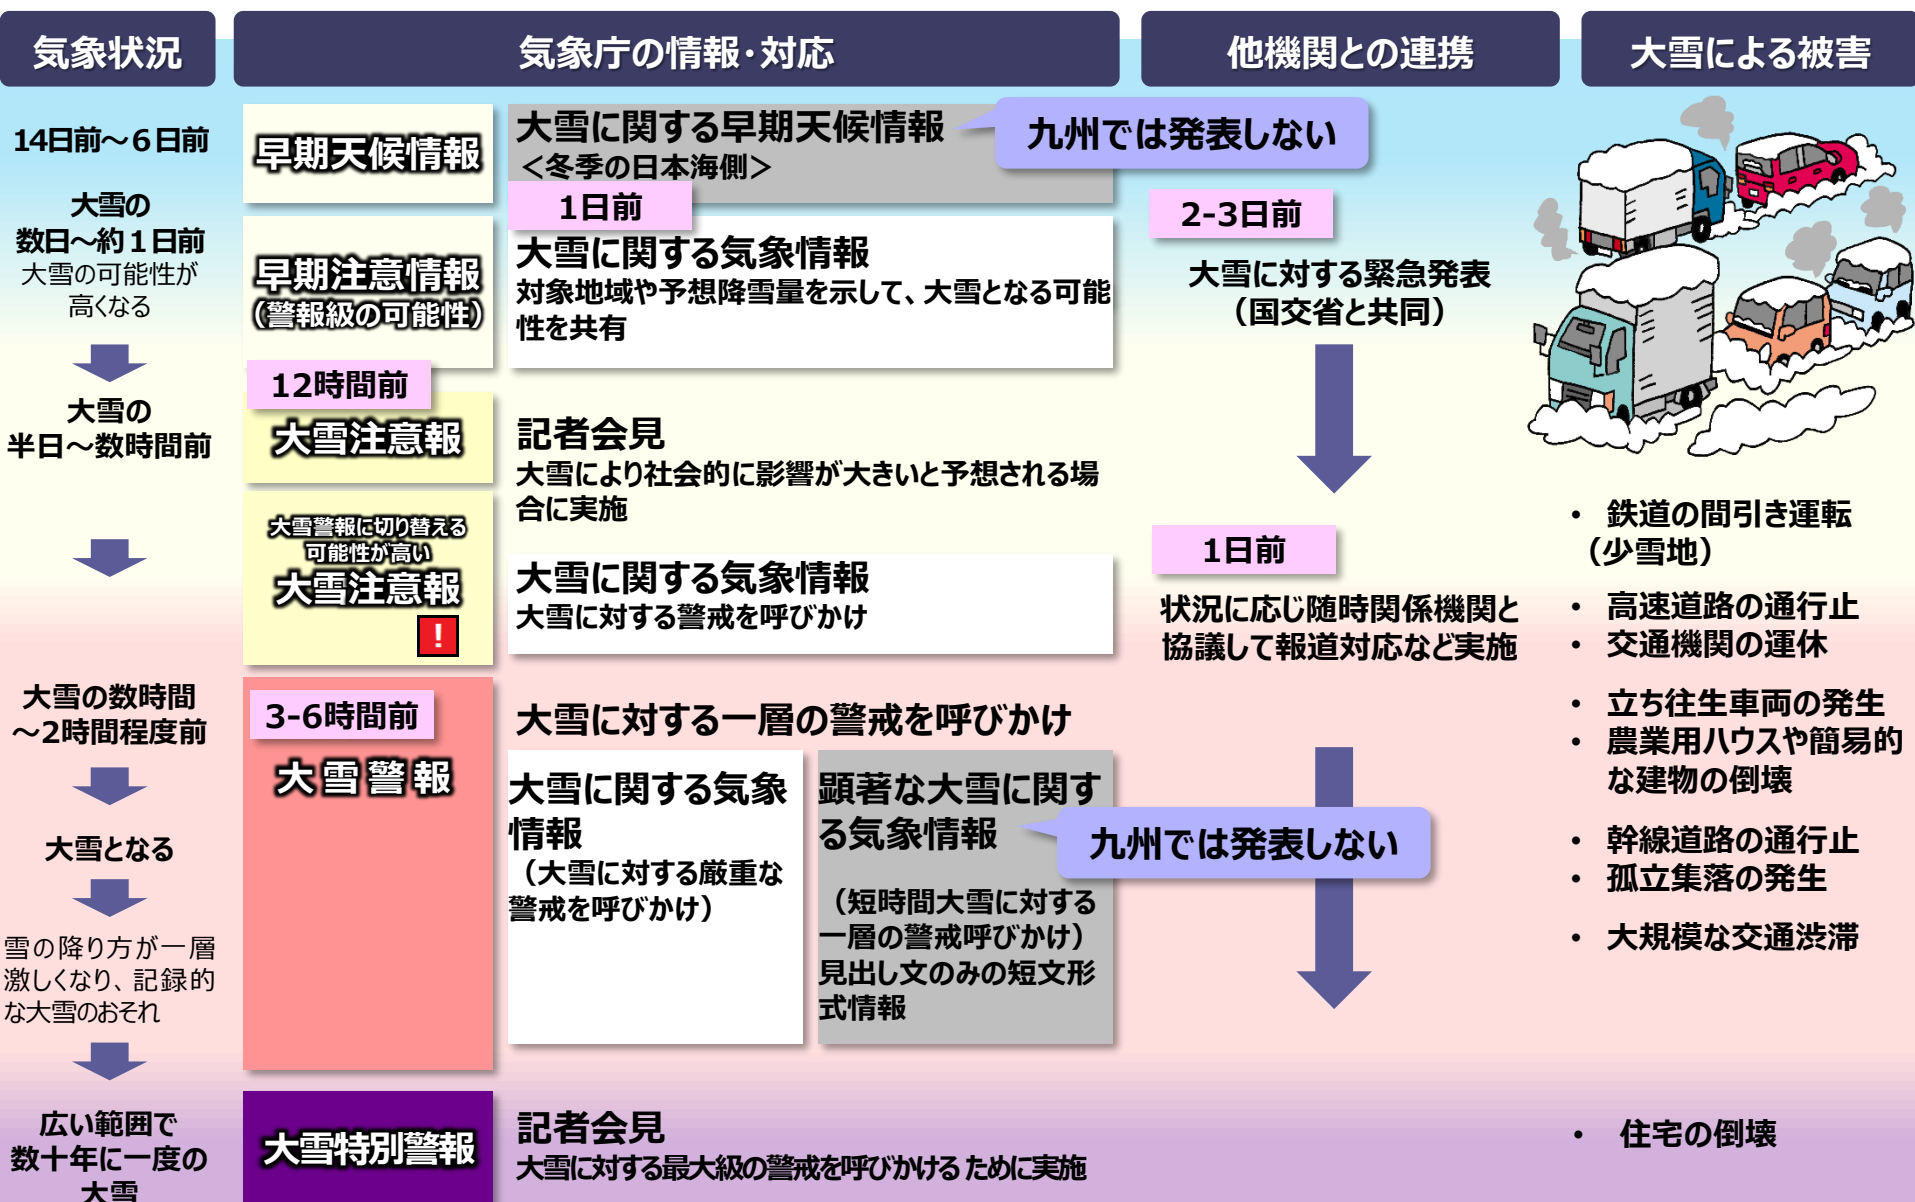 気象状況
気象庁の情報・対応
他機関との連携
大雪による被害
14日前～6日前
大雪の
数日～約1日前
大雪の可能性が
高くなる
大雪の
半日～数時間前
大雪の数時間
～2時間程度前
大雪となる
雪の降り方が一層
激しくなり、記録的
な大雪のおそれ
広い範囲で
数十年に一度の
大雪
早期天候情報
大雪に関する早期天候情報
＜冬季の日本海側＞
九州では発表しない
1日前
早期注意情報
（警報級の可能性）
大雪に関する気象情報
対象地域や予想降雪量を示して、大雪となる可能
性を共有
12時間前
大雪注意報
記者会見
大雪により社会的に影響が大きいと予想される場
合に実施
大雪警報に切り替える
可能性が高い
大雪注意報
!
大雪に関する気象情報
大雪に対する警戒を呼びかけ
3-6時間前
大雪警報
大雪に対する一層の警戒を呼びかけ
大雪に関する気象
情報
（大雪に対する厳重な
警戒を呼びかけ）
顕著な大雪に関す
る気象情報
九州では発表しない
（短時間大雪に対する
一層の警戒呼びかけ）
見出し文のみの短文形
式情報
大雪特別警報
記者会見
大雪に対する最大級の警戒を呼びかけるために実施
2-3日前
大雪に対する緊急発表
（国交省と共同）
1日前
状況に応じ随時関係機関と
協議して報道対応など実施
・ 鉄道の間引き運転
（少雪地）
・ 高速道路の通行止
・ 交通機関の運休
・ 立ち往生車両の発生
・ 農業用ハウスや簡易的
な建物の倒壊
・ 幹線道路の通行止
・ 孤立集落の発生
・ 大規模な交通渋滞
・ 住宅の倒壊